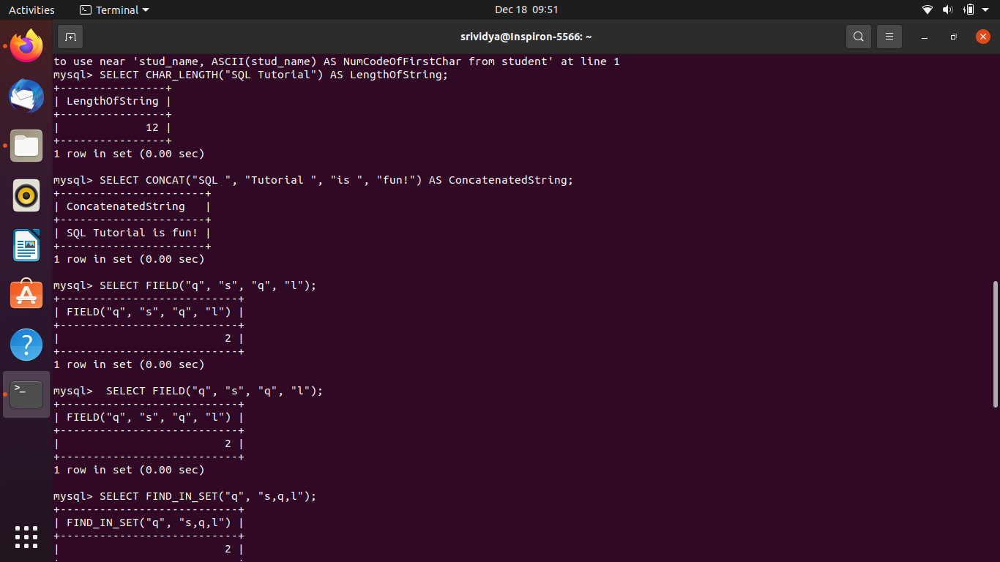 Activities
Terminal
Dec 18 09:51
srividya@Inspiron-5566: ~
to use near 'stud_name, ASCII(stud_name) AS NumCodeOfFirstChar from student' at line 1
mysql> SELECT CHAR_LENGTH("SQL Tutorial") AS LengthOfString;
+----------------+
| LengthOfString |
+----------------+
|             12 |
+----------------+
1 row in set (0.00 sec)
mysql> SELECT CONCAT("SQL ", "Tutorial ", "is ", "fun!") AS ConcatenatedString;
+----------------------+
| ConcatenatedString   |
+----------------------+
| SQL Tutorial is fun! |
+----------------------+
1 row in set (0.00 sec)
mysql> SELECT FIELD("q", "s", "q", "l");
+---------------------------+
| FIELD("q", "s", "q", "l") |
+---------------------------+
|                         2 |
+---------------------------+
1 row in set (0.00 sec)
mysql>  SELECT FIELD("q", "s", "q", "l");
+---------------------------+
| FIELD("q", "s", "q", "l") |
+---------------------------+
|                         2 |
+---------------------------+
1 row in set (0.00 sec)
mysql> SELECT FIND_IN_SET("q", "s,q,l");
+---------------------------+
| FIND_IN_SET("q", "s,q,l") |
+---------------------------+
|                         2 |